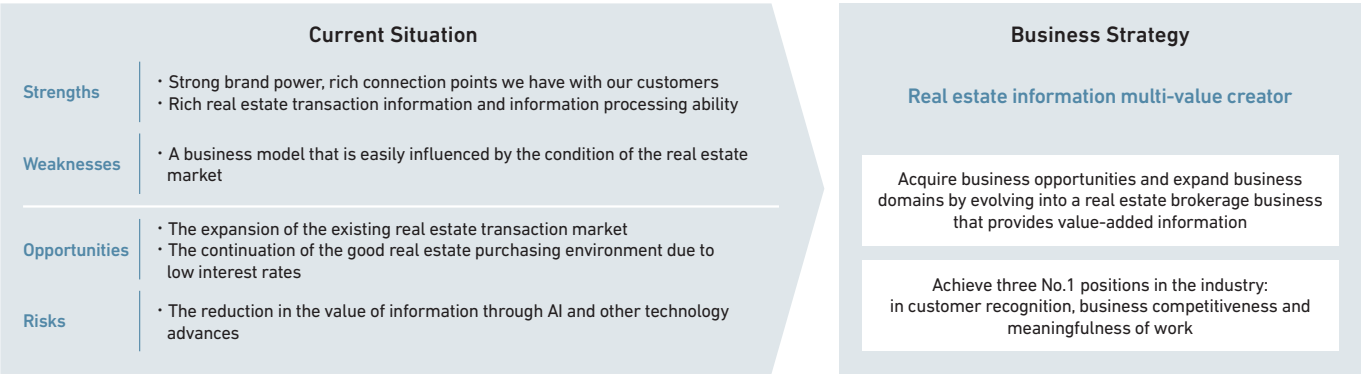 Current Situation
Strengths
・Strong brand power, rich connection points we have with our customers
・Rich real estate transaction information and information processing ability
Weaknesses
・A business model that is easily influenced by the condition of the real estate
market
Opportunities
・The expansion of the existing real estate transaction market
・The continuation of the good real estate purchasing environment due to
low interest rates
Risks
・The reduction in the value of information through AI and other technology
advances
Business Strategy
Real estate information multi-value creator
Acquire business opportunities and expand business
domains by evolving into a real estate brokerage business
that provides value-added information
Achieve three No.1 positions in the industry:
in customer recognition, business competitiveness and
meaningfulness of work